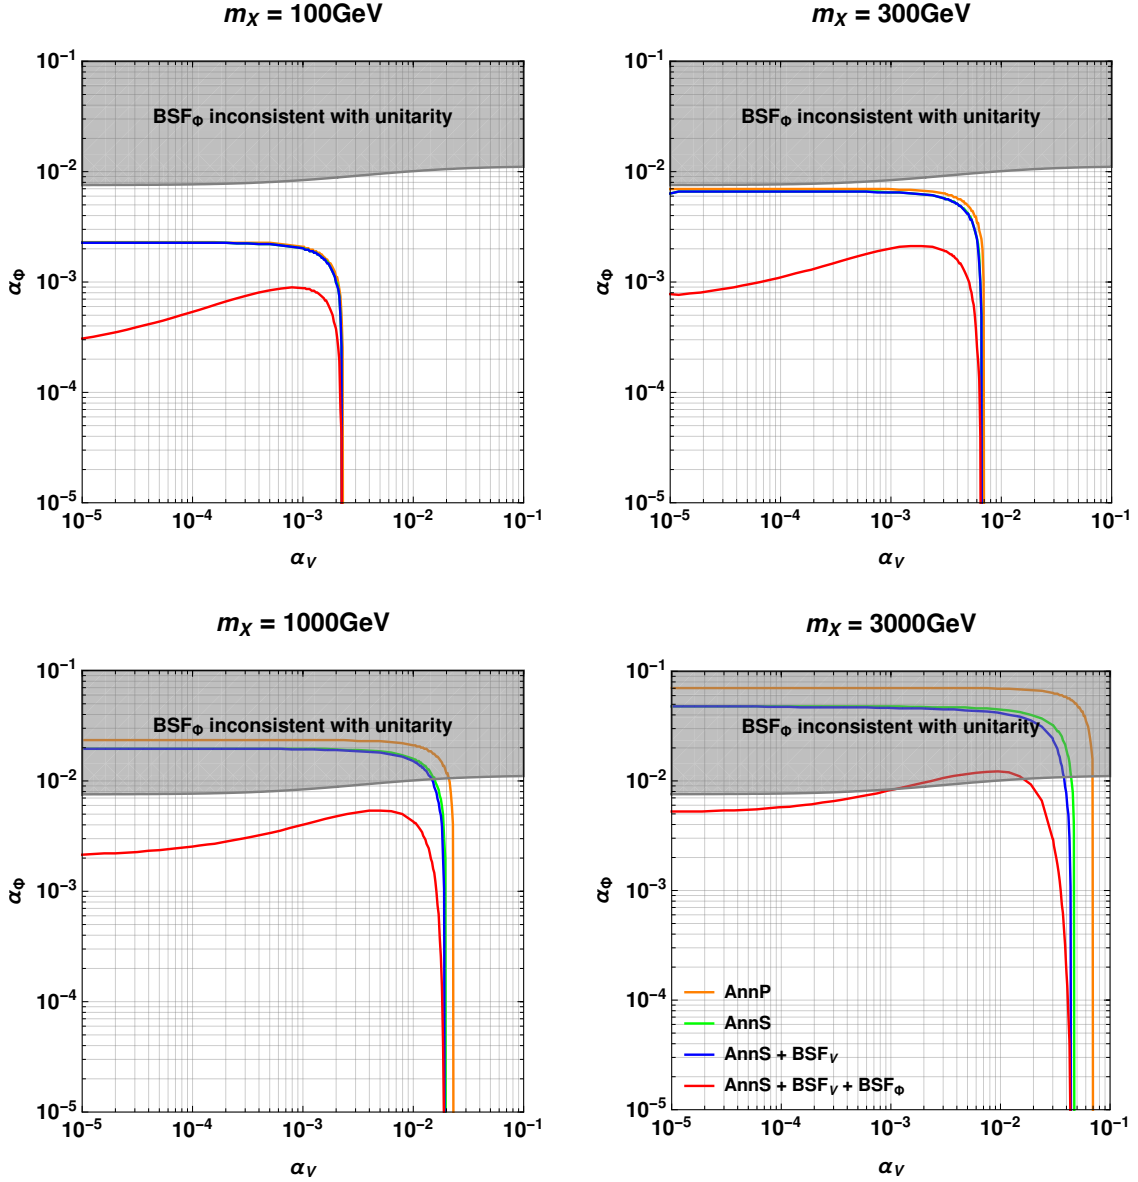 m_X = 100GeV
10^-1
10^-2
10^-3
10^-4
10^-5
α_Φ
BSF_Φ inconsistent with unitarity
10^-5 10^-4 10^-3 10^-2 10^-1
α_V
m_X = 300GeV
10^-1
10^-2
10^-3
10^-4
10^-5
α_Φ
BSF_Φ inconsistent with unitarity
10^-5 10^-4 10^-3 10^-2 10^-1
α_V
m_X = 1000GeV
10^-1
10^-2
10^-3
10^-4
10^-5
α_Φ
BSF_Φ inconsistent with unitarity
10^-5 10^-4 10^-3 10^-2 10^-1
α_V
m_X = 3000GeV
10^-1
10^-2
10^-3
10^-4
10^-5
α_Φ
BSF_Φ inconsistent with unitarity
AnnP
AnnS
AnnS + BSF_V
AnnS + BSF_V + BSF_Φ
10^-5 10^-4 10^-3 10^-2 10^-1
α_V